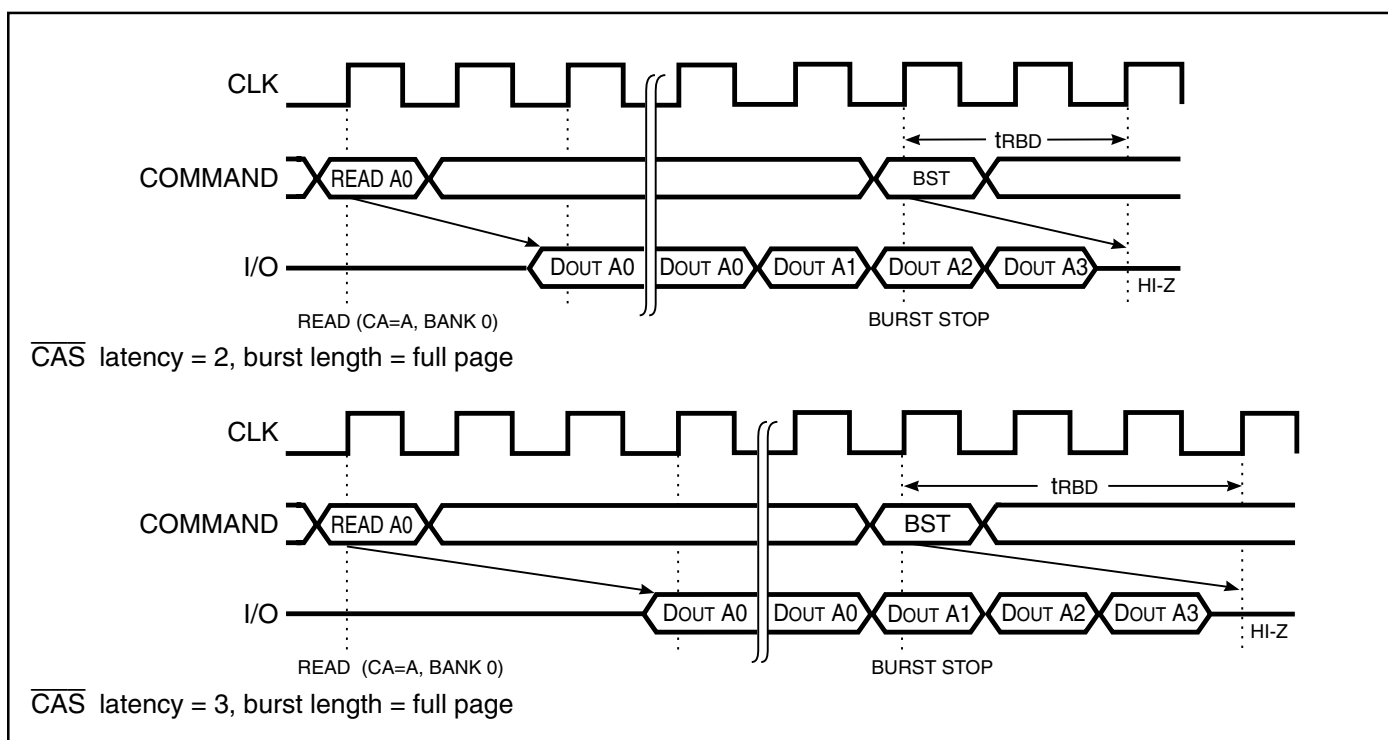 CLK
tRBD
COMMAND READ A0 BST
I/O DOUT A0 DOUT A0 DOUT A1 DOUT A2 DOUT A3 HI-Z
READ (CA=A, BANK 0) BURST STOP
CAS latency = 2, burst length = full page
CLK
tRBD
COMMAND READ A0 BST
I/O DOUT A0 DOUT A0 DOUT A1 DOUT A2 DOUT A3 HI-Z
READ (CA=A, BANK 0) BURST STOP
CAS latency = 3, burst length = full page